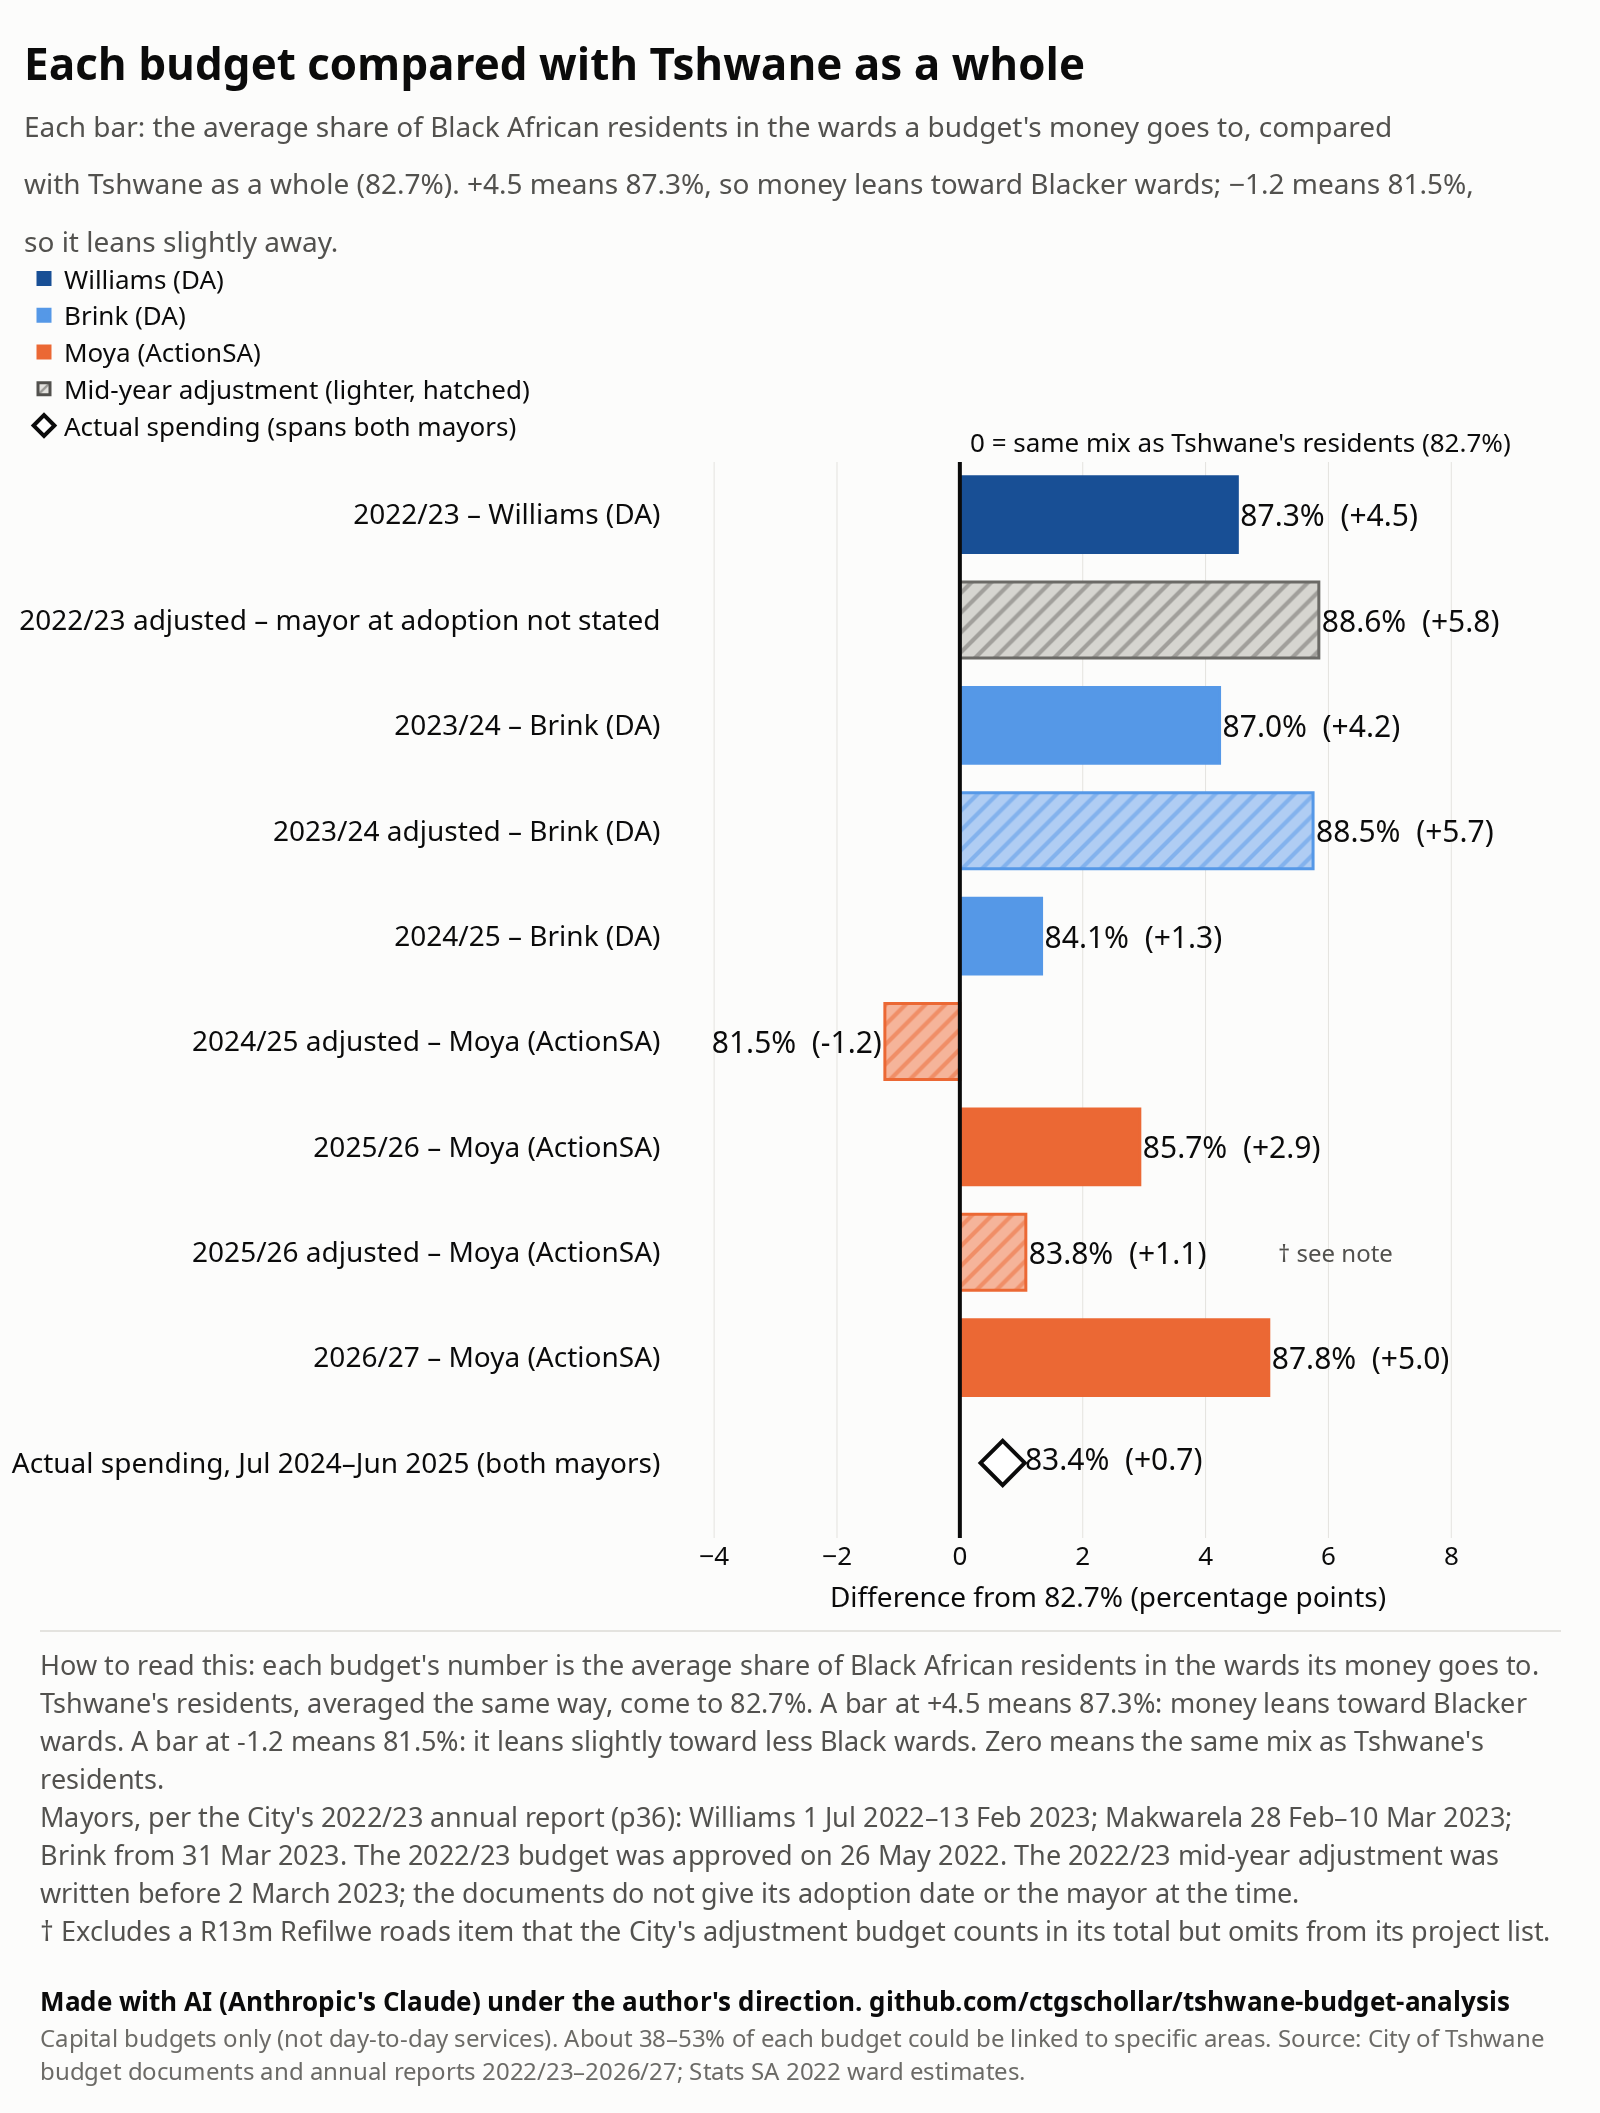 Each budget compared with Tshwane as a whole
Each bar: the average share of Black African residents in the wards a budget's money goes to, compared
with Tshwane as a whole (82.7%). +4.5 means 87.3%, so money leans toward Blacker wards; −1.2 means 81.5%,
so it leans slightly away.
Williams (DA)
Brink (DA)
Moya (ActionSA)
Mid-year adjustment (lighter, hatched)
Actual spending (spans both mayors)
0 = same mix as Tshwane's residents (82.7%)
2022/23 – Williams (DA) 87.3% (+4.5)
2022/23 adjusted – mayor at adoption not stated 88.6% (+5.8)
2023/24 – Brink (DA) 87.0% (+4.2)
2023/24 adjusted – Brink (DA) 88.5% (+5.7)
2024/25 – Brink (DA) 84.1% (+1.3)
2024/25 adjusted – Moya (ActionSA) 81.5% (-1.2)
2025/26 – Moya (ActionSA) 85.7% (+2.9)
2025/26 adjusted – Moya (ActionSA) 83.8% (+1.1) † see note
2026/27 – Moya (ActionSA) 87.8% (+5.0)
Actual spending, Jul 2024–Jun 2025 (both mayors) 83.4% (+0.7)
−4 −2 0 2 4 6 8
Difference from 82.7% (percentage points)
How to read this: each budget's number is the average share of Black African residents in the wards its money goes to.
Tshwane's residents, averaged the same way, come to 82.7%. A bar at +4.5 means 87.3%: money leans toward Blacker
wards. A bar at -1.2 means 81.5%: it leans slightly toward less Black wards. Zero means the same mix as Tshwane's
residents.
Mayors, per the City's 2022/23 annual report (p36): Williams 1 Jul 2022–13 Feb 2023; Makwarela 28 Feb–10 Mar 2023;
Brink from 31 Mar 2023. The 2022/23 budget was approved on 26 May 2022. The 2022/23 mid-year adjustment was
written before 2 March 2023; the documents do not give its adoption date or the mayor at the time.
† Excludes a R13m Refilwe roads item that the City's adjustment budget counts in its total but omits from its project list.
Made with AI (Anthropic's Claude) under the author's direction. github.com/ctgschollar/tshwane-budget-analysis
Capital budgets only (not day-to-day services). About 38–53% of each budget could be linked to specific areas. Source: City of Tshwane
budget documents and annual reports 2022/23–2026/27; Stats SA 2022 ward estimates.